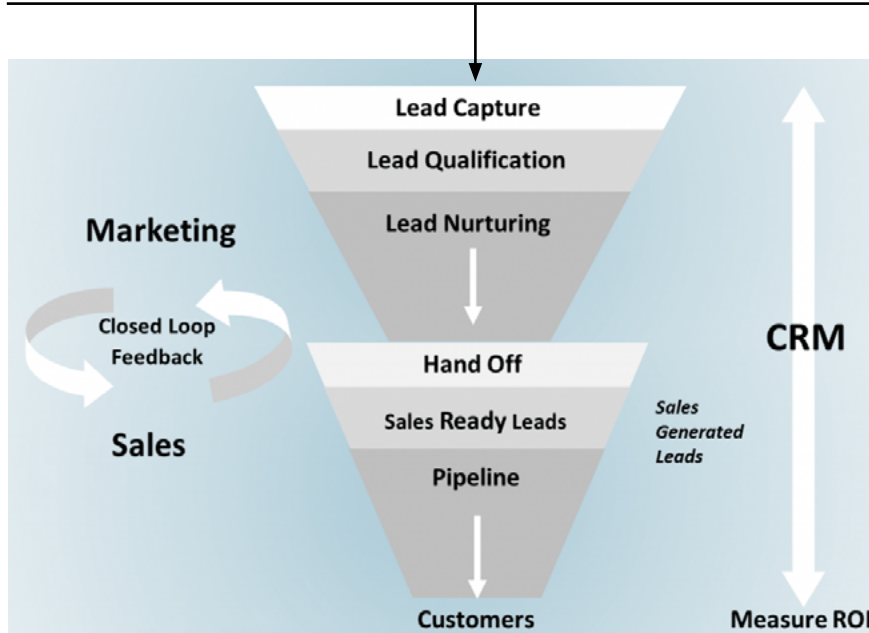 Lead Capture
Lead Qualification
Lead Nurturing
Marketing
Closed Loop
Feedback
Sales
Hand Off
Sales Ready Leads
Pipeline
Sales
Generated
Leads
CRM
Customers
Measure ROI